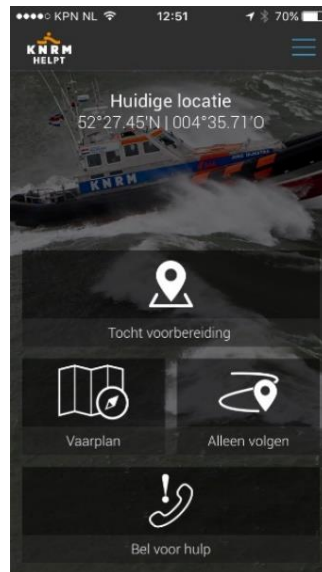 KPN NL 12:51 70%
KNRM
HELPT
Huidige locatie
52°27.45'N | 004°35.71'O
KNRM
Tocht voorbereiding
Vaarplan
Alleen volgen
Bel voor hulp